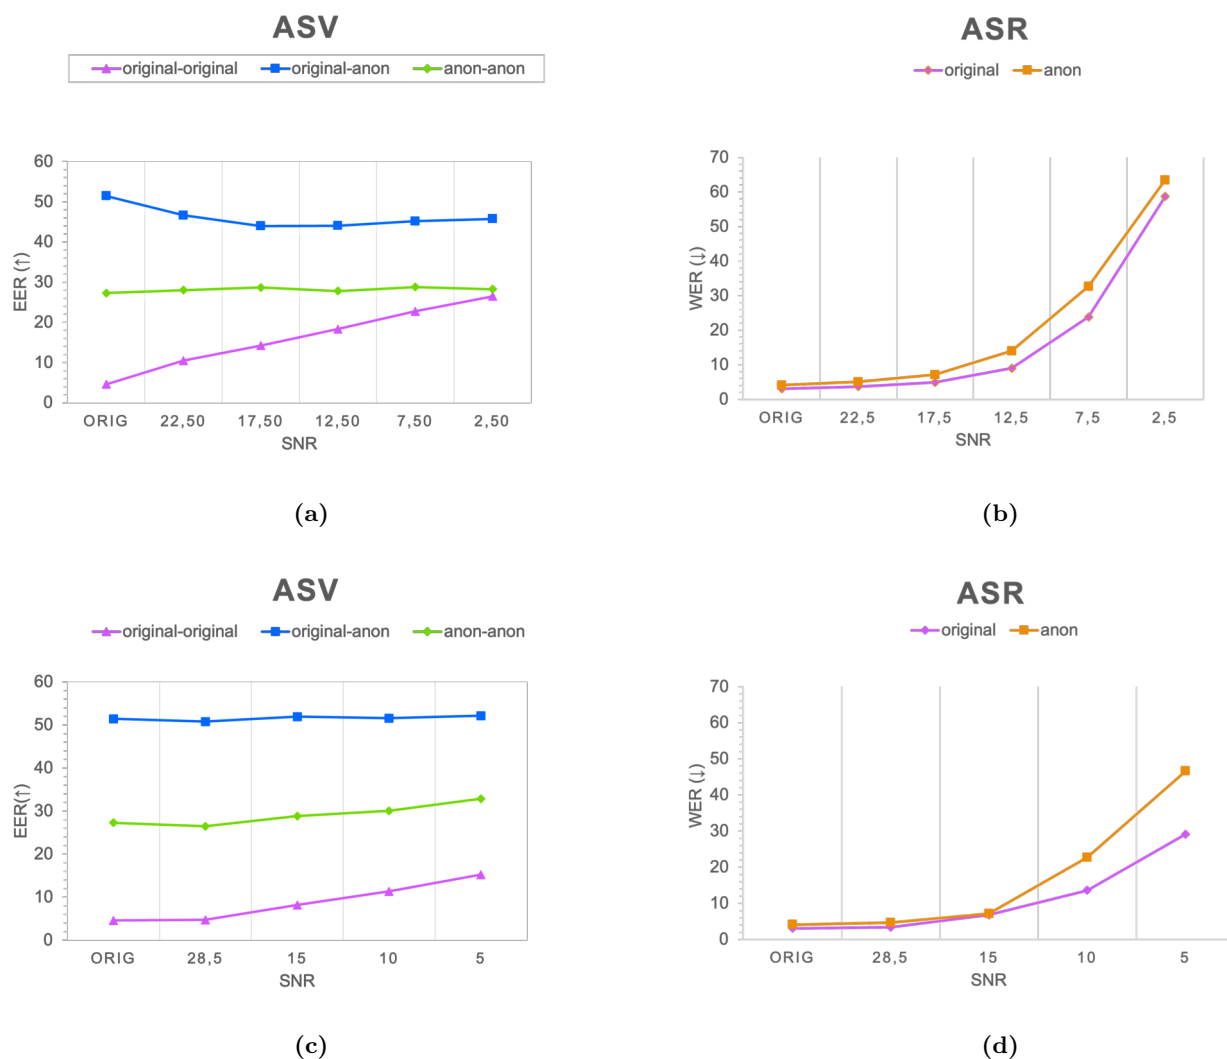 ASV
original-original original-anon anon-anon
60
50
40
30
20
10
0
EER (↑)
ORIG 22,50 17,50 12,50 7,50 2,50
SNR
(a)
ASR
original anon
70
60
50
40
30
20
10
0
WER (↓)
ORIG 22,5 17,5 12,5 7,5 2,5
SNR
(b)
ASV
original-original original-anon anon-anon
60
50
40
30
20
10
0
EER(↑)
ORIG 28,5 15 10 5
SNR
(c)
ASR
original anon
70
60
50
40
30
20
10
0
WER (↓)
ORIG 28,5 15 10 5
SNR
(d)